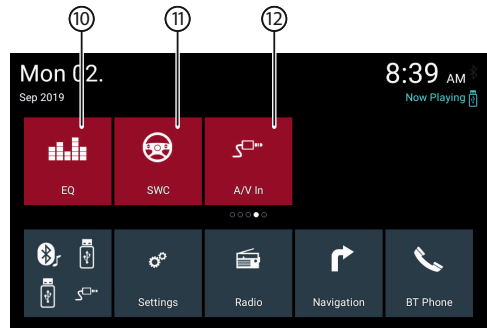 ⑩ ⑪ ⑫
Mon 02.
8:39 AM
Sep 2019
Now Playing
EQ SWC A/V In
Settings Radio Navigation BT Phone